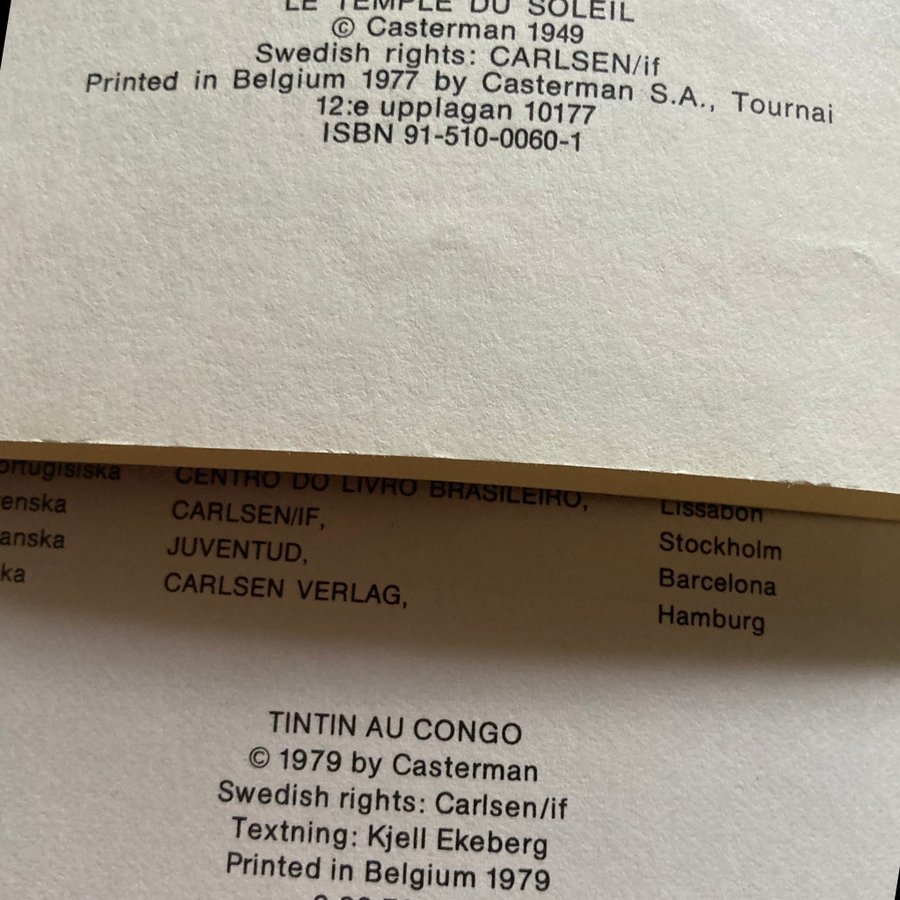 LE TEMPLE DU SOLEIL
© Casterman 1949
Swedish rights: CARLSEN/if
Printed in Belgium 1977 by Casterman S.A., Tournai
12:e upplagan 10177
ISBN 91-510-0060-1
ortugisiska CENTRO DO LIVRO BRASILEIRO, Lissabon
enska CARLSEN/IF, Stockholm
anska JUVENTUD, Barcelona
ka CARLSEN VERLAG, Hamburg
TINTIN AU CONGO
© 1979 by Casterman
Swedish rights: Carlsen/if
Textning: Kjell Ekeberg
Printed in Belgium 1979